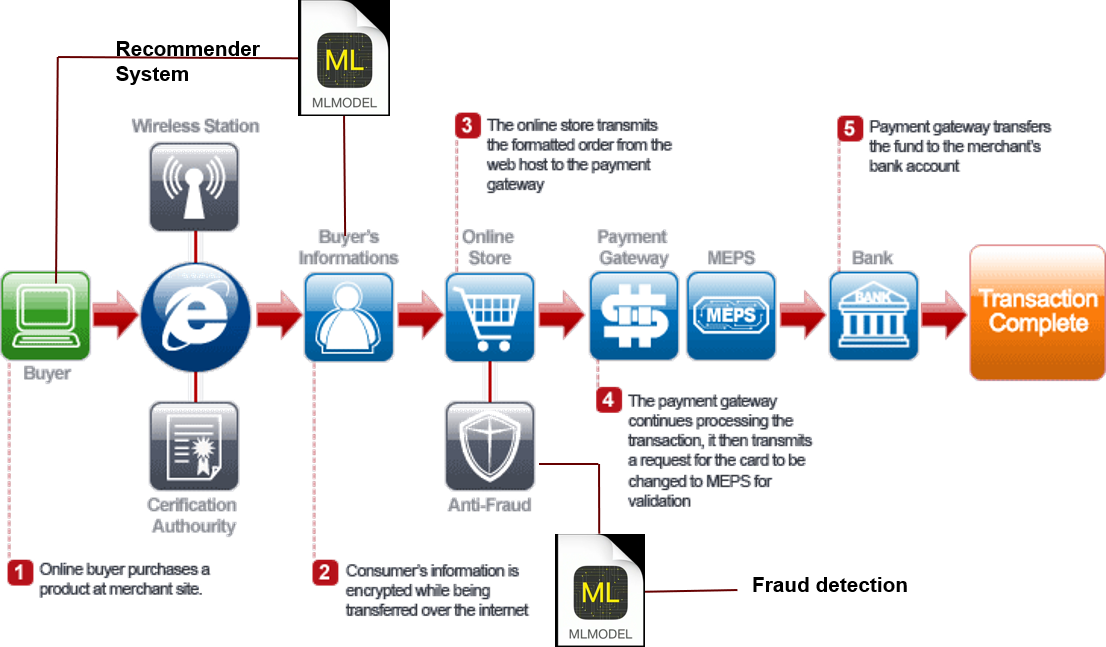 Recommender
System
ML
MLMODEL
Wireless Station
3
The online store transmits
the formatted order from the
web host to the payment
gateway
5
Payment gateway transfers
the fund to the merchant's
bank account
Buyer's
Informations
Online
Store
Payment
Gateway
MEPS
Bank
MEPS
BANK
Transaction
Complete
Buyer
4
The payment gateway
continues processing the
transaction, it then transmits
a request for the card to be
changed to MEPS for
validation
Cerification
Authourity
Anti-Fraud
1
Online buyer purchases a
product at merchant site.
2
Consumer's information is
encrypted while being
transferred over the internet
ML
MLMODEL
Fraud detection